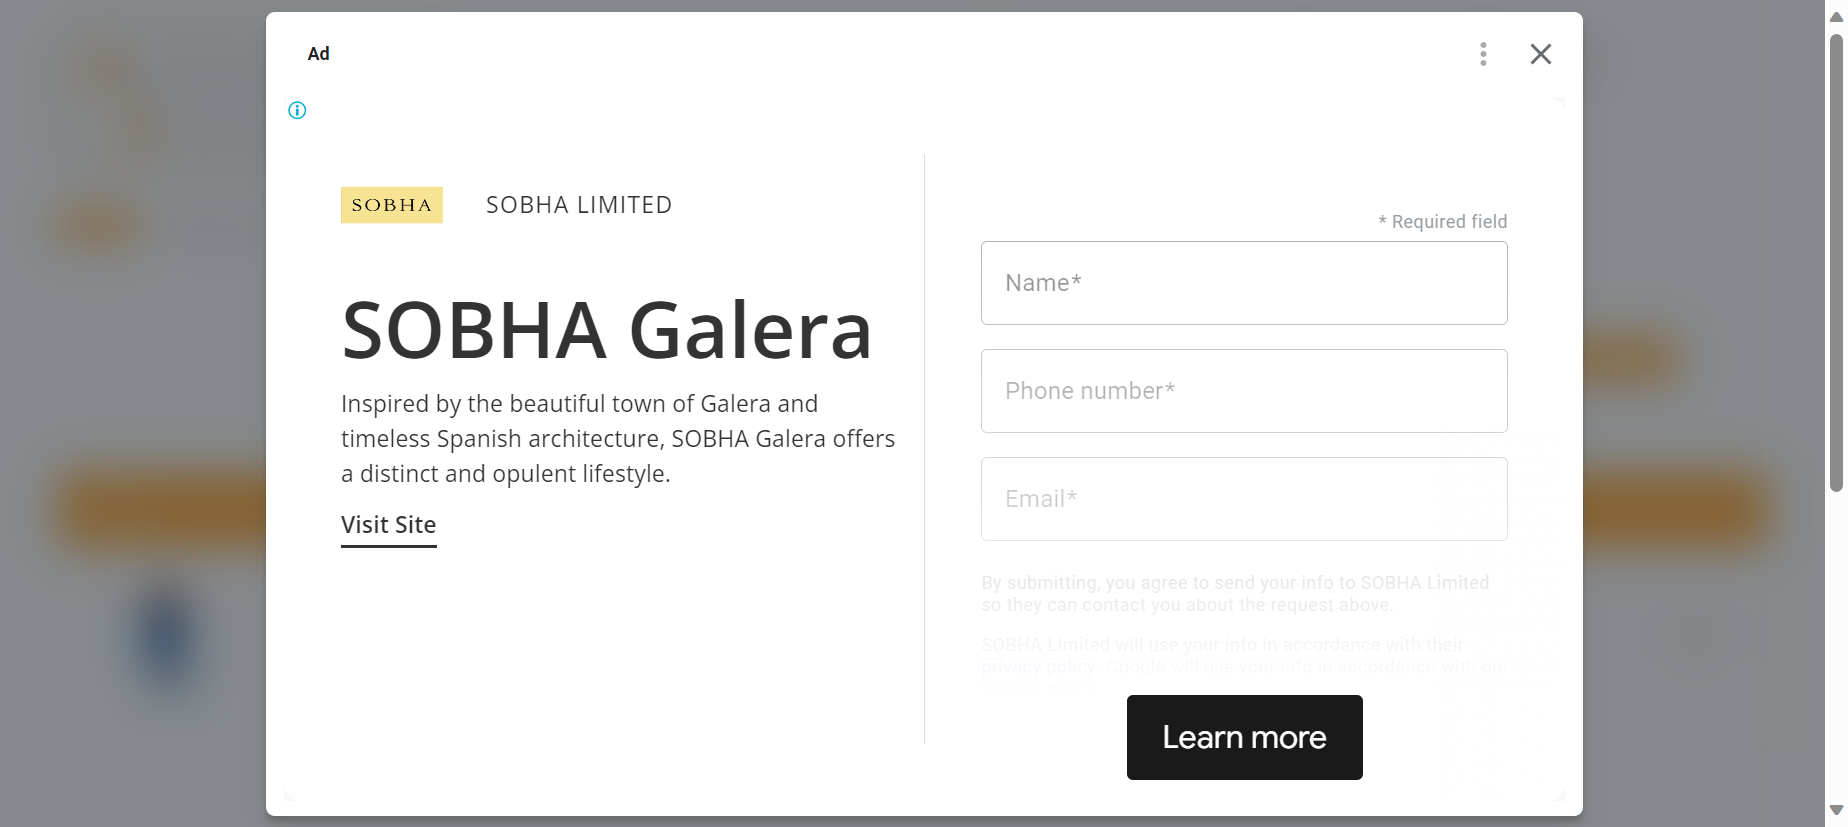 Ad
SOBHA
SOBHA LIMITED
SOBHA Galera
Inspired by the beautiful town of Galera and
timeless Spanish architecture, SOBHA Galera offers
a distinct and opulent lifestyle.
Visit Site
* Required field
Name*
Phone number*
Email*
By submitting, you agree to send your info to SOBHA Limited
so they can contact you about the request above.
SOBHA Limited will use your info in accordance with their
privacy policy. Google will use your info in accordance with our
Learn more